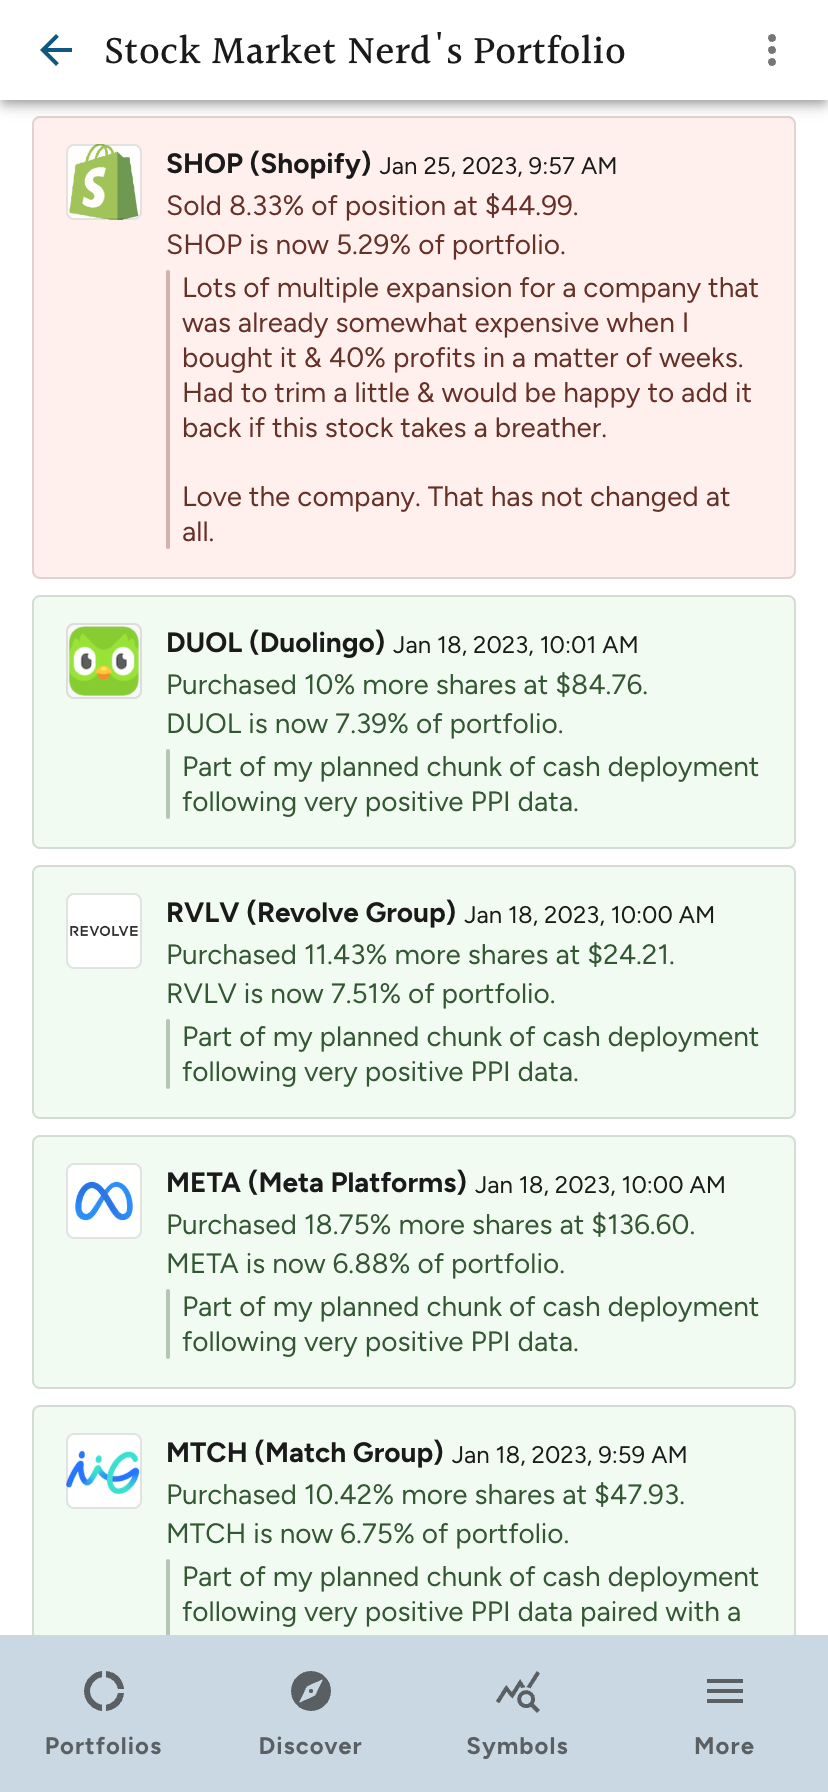 Stock Market Nerd's Portfolio
SHOP (Shopify) Jan 25, 2023, 9:57 AM
Sold 8.33% of position at $44.99.
SHOP is now 5.29% of portfolio.
Lots of multiple expansion for a company that
was already somewhat expensive when I
bought it & 40% profits in a matter of weeks.
Had to trim a little & would be happy to add it
back if this stock takes a breather.
Love the company. That has not changed at
all.
DUOL (Duolingo) Jan 18, 2023, 10:01 AM
Purchased 10% more shares at $84.76.
DUOL is now 7.39% of portfolio.
Part of my planned chunk of cash deployment
following very positive PPI data.
REVOLVE
RVLV (Revolve Group) Jan 18, 2023, 10:00 AM
Purchased 11.43% more shares at $24.21.
RVLV is now 7.51% of portfolio.
Part of my planned chunk of cash deployment
following very positive PPI data.
META (Meta Platforms) Jan 18, 2023, 10:00 AM
Purchased 18.75% more shares at $136.60.
META is now 6.88% of portfolio.
Part of my planned chunk of cash deployment
following very positive PPI data.
MTCH (Match Group) Jan 18, 2023, 9:59 AM
Purchased 10.42% more shares at $47.93.
MTCH is now 6.75% of portfolio.
Part of my planned chunk of cash deployment
following very positive PPI data paired with a
Portfolios
Discover
Symbols
More